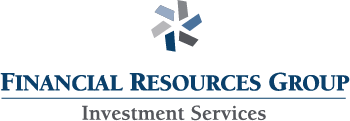 FINANCIAL RESOURCES GROUP
Investment Services